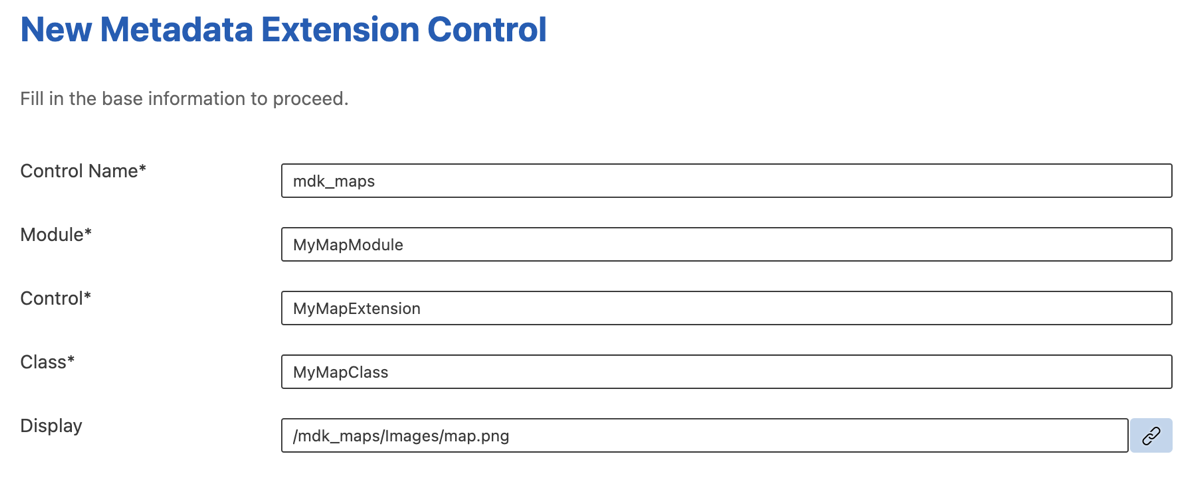 New Metadata Extension Control
Fill in the base information to proceed.
Control Name*
mdk_maps
Module*
MyMapModule
Control*
MyMapExtension
Class*
MyMapClass
Display
/mdk_maps/Images/map.png